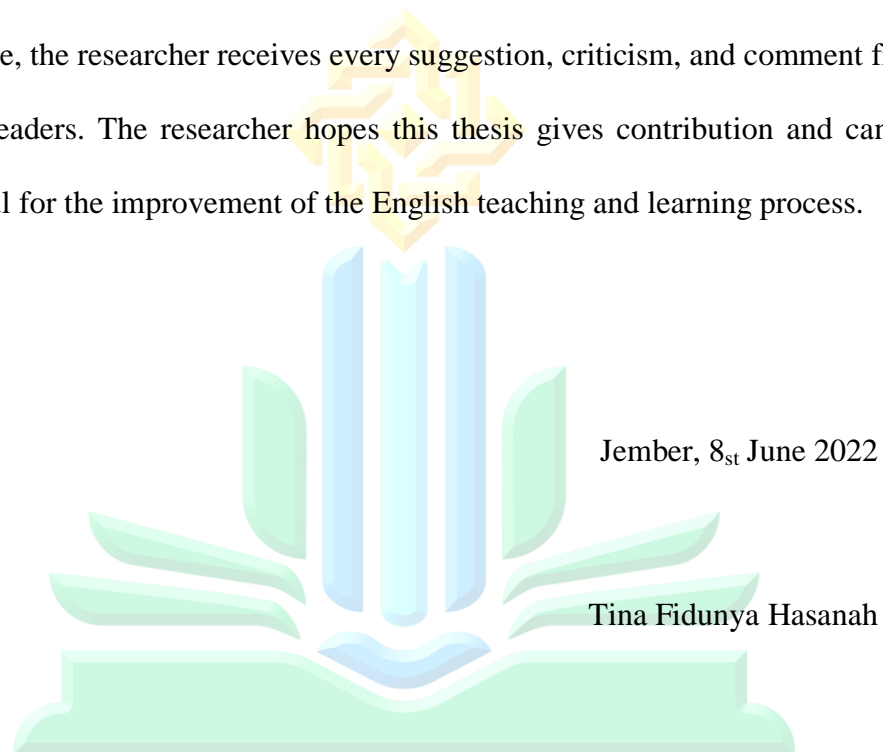 e, the researcher receives every suggestion, criticism, and comment f
eaders. The researcher hopes this thesis gives contribution and can
l for the improvement of the English teaching and learning process.
Jember, 8st June 2022
Tina Fidunya Hasanah